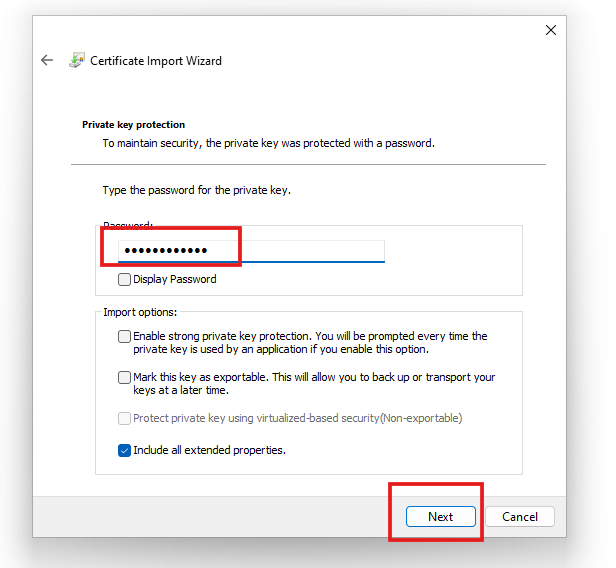 Certificate Import Wizard
Private key protection
To maintain security, the private key was protected with a password.
Type the password for the private key.
Password:
••••••••••••
Display Password
Import options:
Enable strong private key protection. You will be prompted every time the
private key is used by an application if you enable this option.
Mark this key as exportable. This will allow you to back up or transport your
keys at a later time.
Protect private key using virtualized-based security(Non-exportable)
Include all extended properties.
Next
Cancel